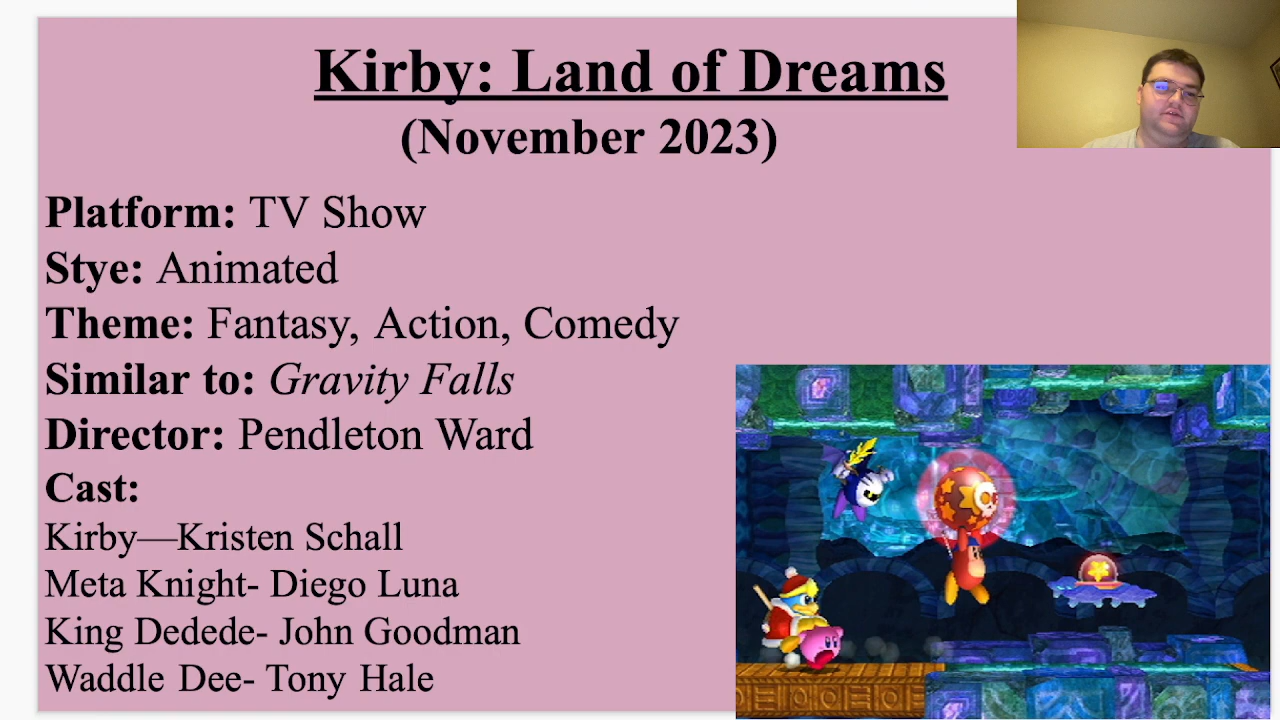 Kirby: Land of Dreams
(November 2023)
Platform: TV Show
Stye: Animated
Theme: Fantasy, Action, Comedy
Similar to: Gravity Falls
Director: Pendleton Ward
Cast:
Kirby—Kristen Schall
Meta Knight- Diego Luna
King Dedede- John Goodman
Waddle Dee- Tony Hale